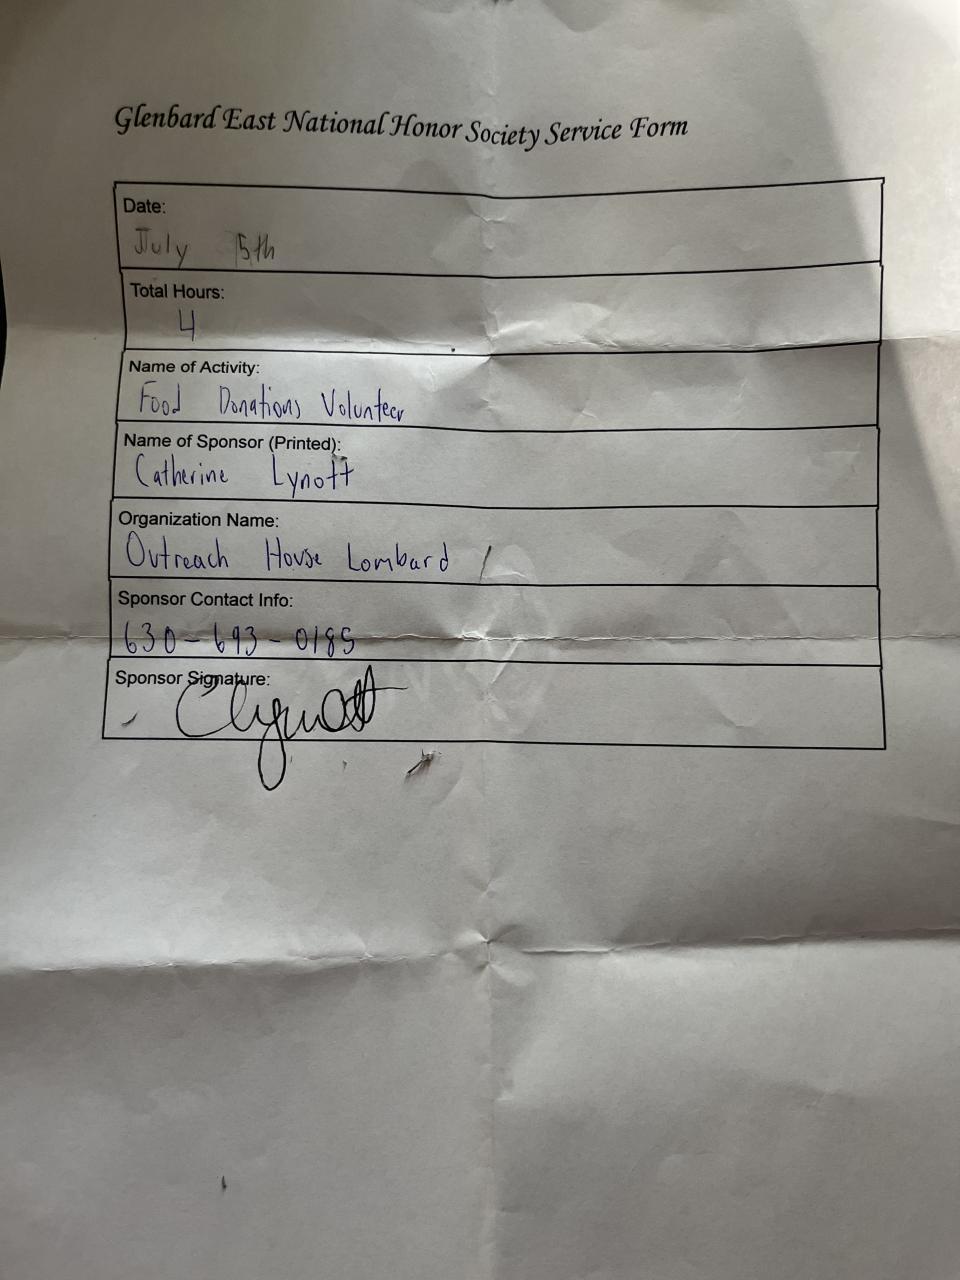 Glenbard East National Honor Society Service Form
Date:
July 5th
Total Hours:
4
Name of Activity:
Food Donations Volunteer
Name of Sponsor (Printed):
Catherine Lynott
Organization Name:
Outreach House Lombard
Sponsor Contact Info:
630-693-0185
Sponsor Signature:
CLynott